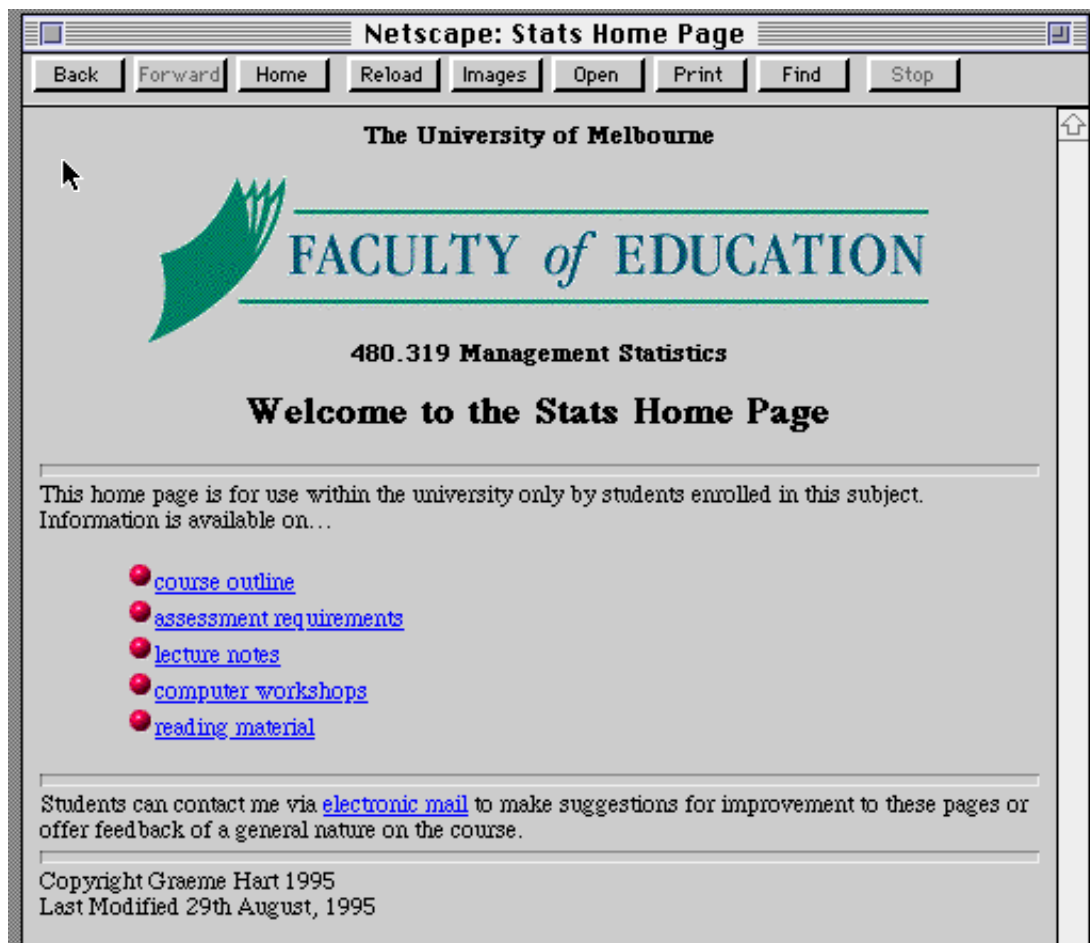 Netscape: Stats Home Page
Back Forward Home Reload Images Open Print Find Stop
The University of Melbourne
FACULTY of EDUCATION
480.319 Management Statistics
Welcome to the Stats Home Page
This home page is for use within the university only by students enrolled in this subject.
Information is available on...
course outline
assessment requirements
lecture notes
computer workshops
reading material
Students can contact me via electronic mail to make suggestions for improvement to these pages or
offer feedback of a general nature on the course.
Copyright Graeme Hart 1995
Last Modified 29th August, 1995